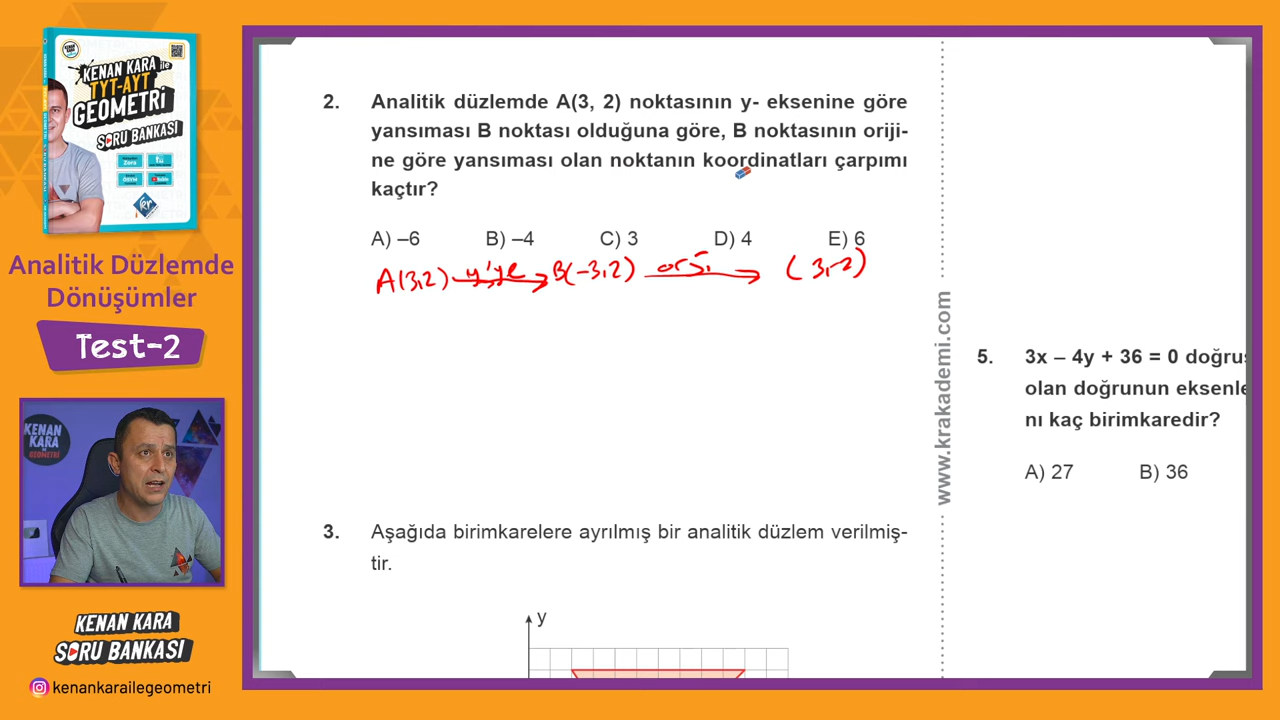 KENAN KARA
KENAN KARA ile
TYT-AYT
GEOMETRİ
SORU BANKASI
Analitik Düzlemde
Dönüşümler
Test-2
KENAN
KARA
GEOMETRİ
KENAN KARA
SORU BANKASI
kenankarailegeometri
2. Analitik düzlemde A(3, 2) noktasının y- eksenine göre
yansıması B noktası olduğuna göre, B noktasının oriji-
ne göre yansıması olan noktanın koordinatları çarpımı
kaçtır?
A) –6 B) –4 C) 3 D) 4 E) 6
A(3,2) y'ye B(-3,2) orj. (3,-2)
3. Aşağıda birimkarelere ayrılmış bir analitik düzlem verilmiş-
tir.
y
www.krakademi.com
5. 3x – 4y + 36 = 0 doğrus
olan doğrunun eksenle
nı kaç birimkaredir?
A) 27 B) 36